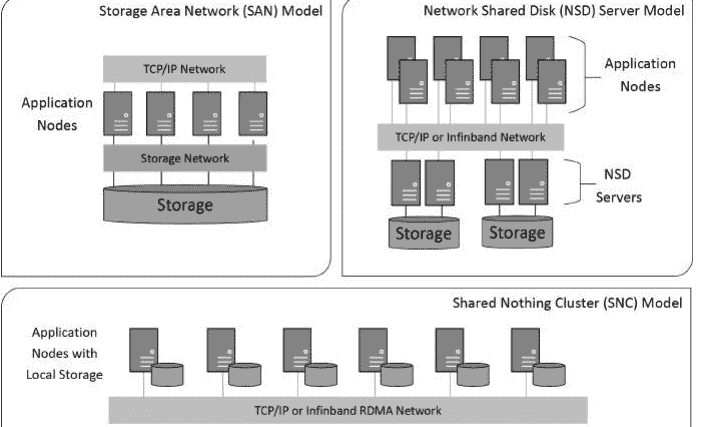 Storage Area Network (SAN) Model
TCP/IP Network
Application
Nodes
Storage Network
Storage
Network Shared Disk (NSD) Server Model
Application
Nodes
TCP/IP or Infinband Network
NSD
Servers
Storage
Storage
Shared Nothing Cluster (SNC) Model
Application
Nodes with
Local Storage
TCP/IP or Infinband RDMA Network